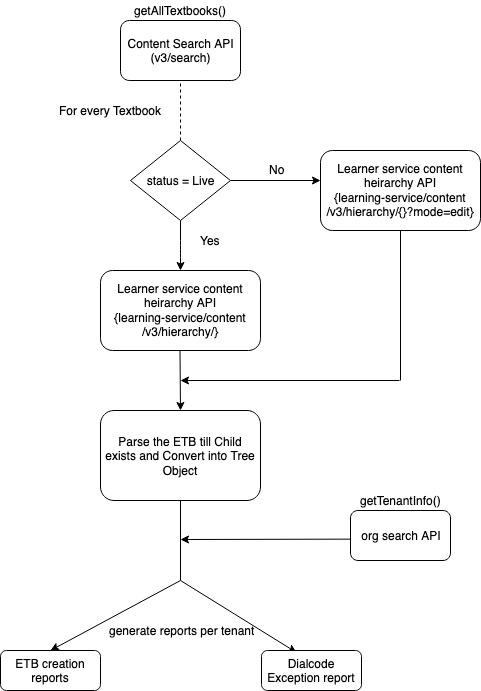 getAllTextbooks()
Content Search API
(v3/search)
For every Textbook
status = Live
No
Learner service content
heirarchy API
{learning-service/content
/v3/hierarchy/{}?mode=edit}
Yes
Learner service content
heirarchy API
{learning-service/content
/v3/hierarchy/}
Parse the ETB till Child
exists and Convert into Tree
Object
getTenantInfo()
org search API
generate reports per tenant
ETB creation
reports
Dialcode
Exception report